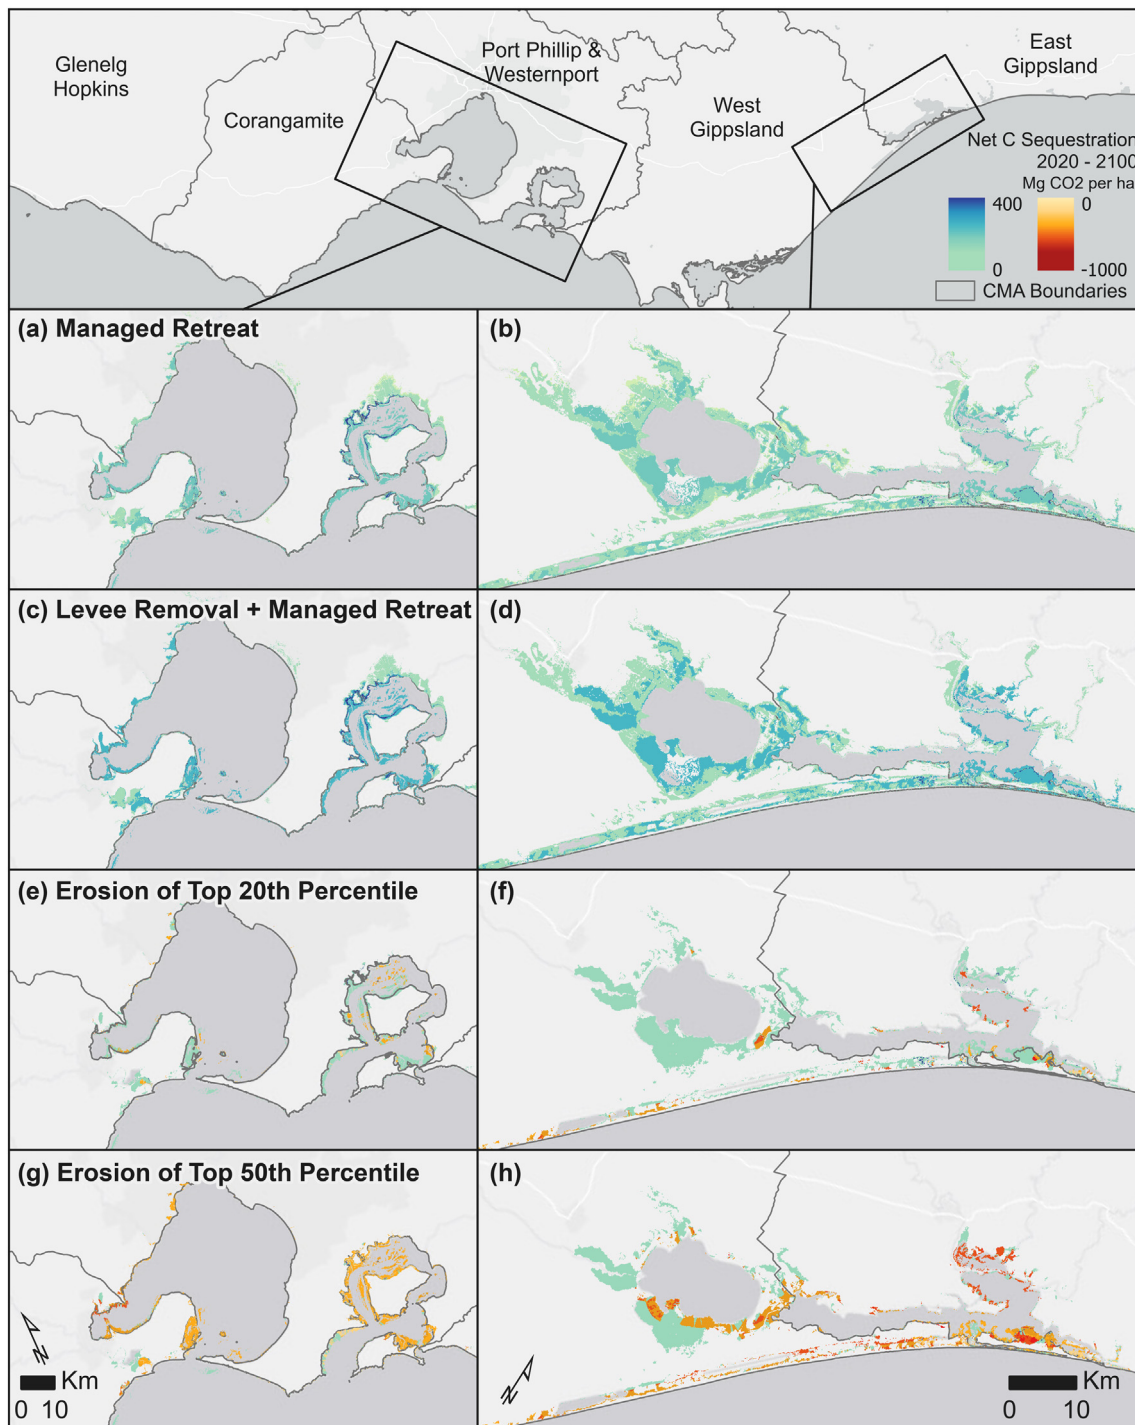 Glenelg
Hopkins
Corangamite
Port Phillip &
Westernport
West
Gippsland
East
Gippsland
Net C Sequestration
2020 - 2100
Mg CO2 per ha
400
0
0
-1000
CMA Boundaries
(a) Managed Retreat
(b)
(c) Levee Removal + Managed Retreat
(d)
(e) Erosion of Top 20th Percentile
(f)
(g) Erosion of Top 50th Percentile
(h)
N
Km
0 10
N
Km
0 10